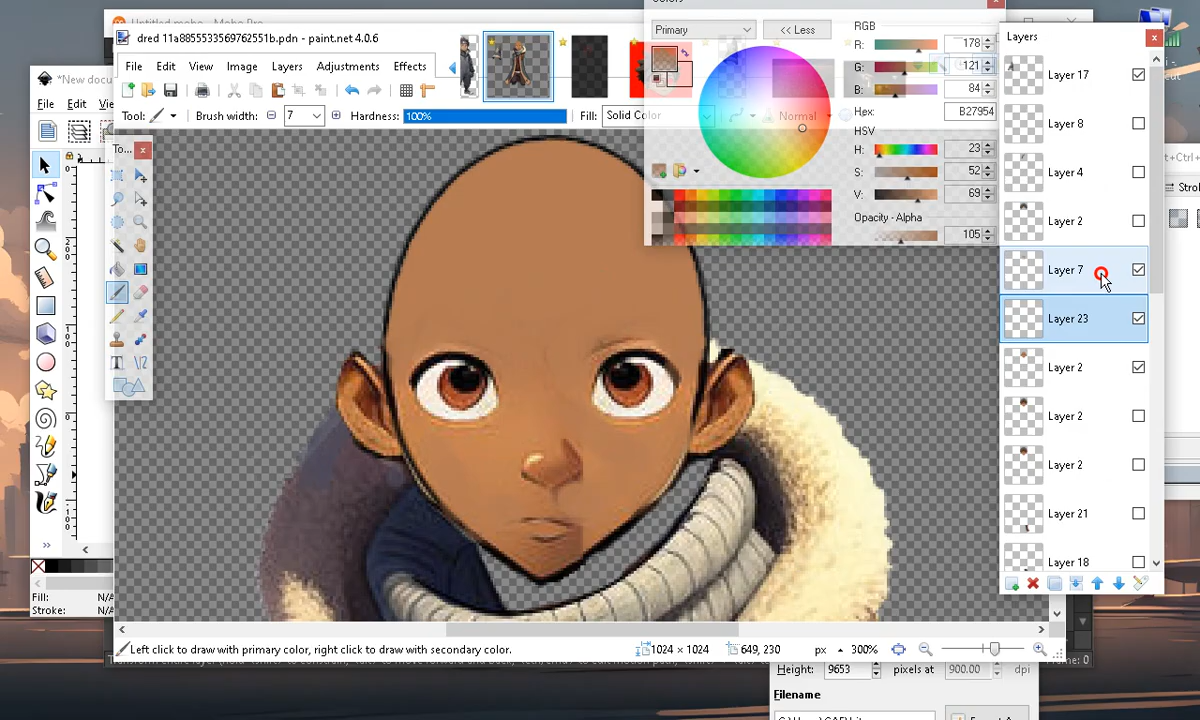 dred 11a8855533569762551b.pdn - paint.net 4.0.6
File Edit View Image Layers Adjustments Effects
Tool: Brush width: 7 Hardness: 100% Fill: Solid Color Normal
*New docu
File Edit Vie
To...
Primary << Less
RGB
R: 178
G: 121
B: 84
Hex: B27954
HSV
H: 23
S: 52
V: 69
Opacity - Alpha
105
Layers
Layer 17
Layer 8
Layer 4
Layer 2
Layer 7
Layer 23
Layer 2
Layer 2
Layer 2
Layer 21
Layer 18
Fill: N/A
Stroke: N/A
Left click to draw with primary color, right click to draw with secondary color. 1024 × 1024 649, 230 px 300%
Height: 9653 pixels at 900.00 dpi
Filename